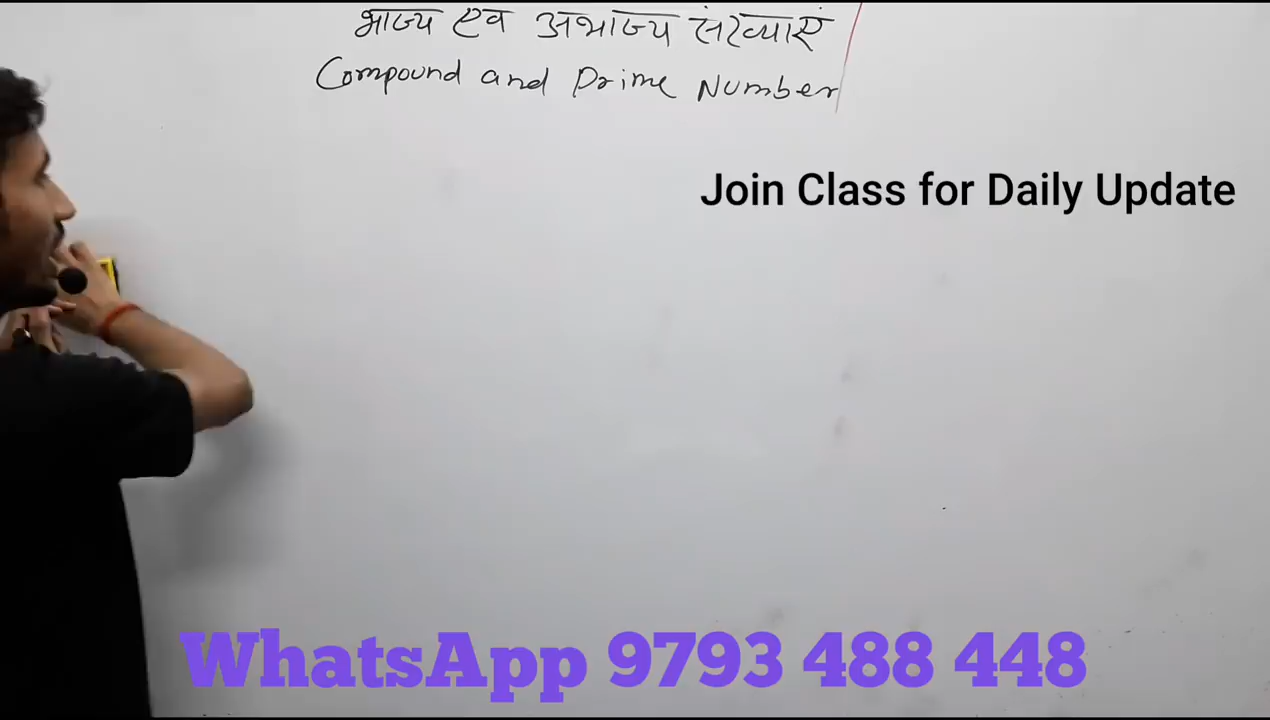 भाज्य एव अभाज्य संख्याएं
Compound and Prime Number
Join Class for Daily Update
WhatsApp 9793 488 448